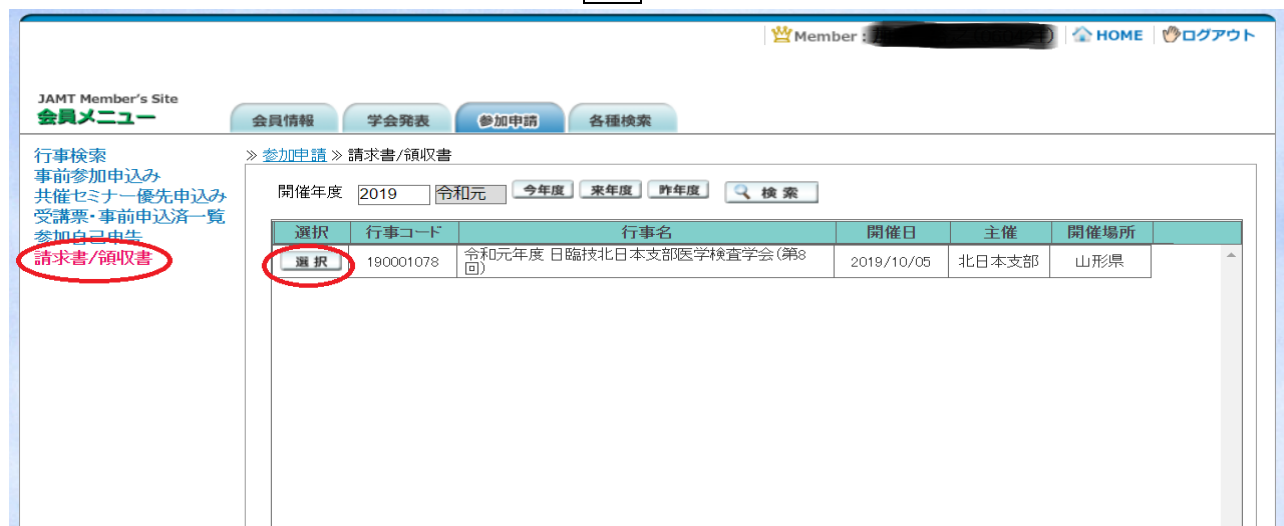 Member :
HOME
ログアウト
JAMT Member's Site
会員メニュー
会員情報 学会発表 参加申請 各種検索
行事検索
事前参加申込み
共催セミナー優先申込み
受講票・事前申込済一覧
参加自己申告
請求書/領収書
≫ 参加申請 ≫ 請求書/領収書
開催年度 2019 令和元 今年度 来年度 昨年度 検索
選択 行事コード 行事名 開催日 主催 開催場所
選択 190001078 令和元年度 日臨技北日本支部医学検査学会(第8
回) 2019/10/05 北日本支部 山形県